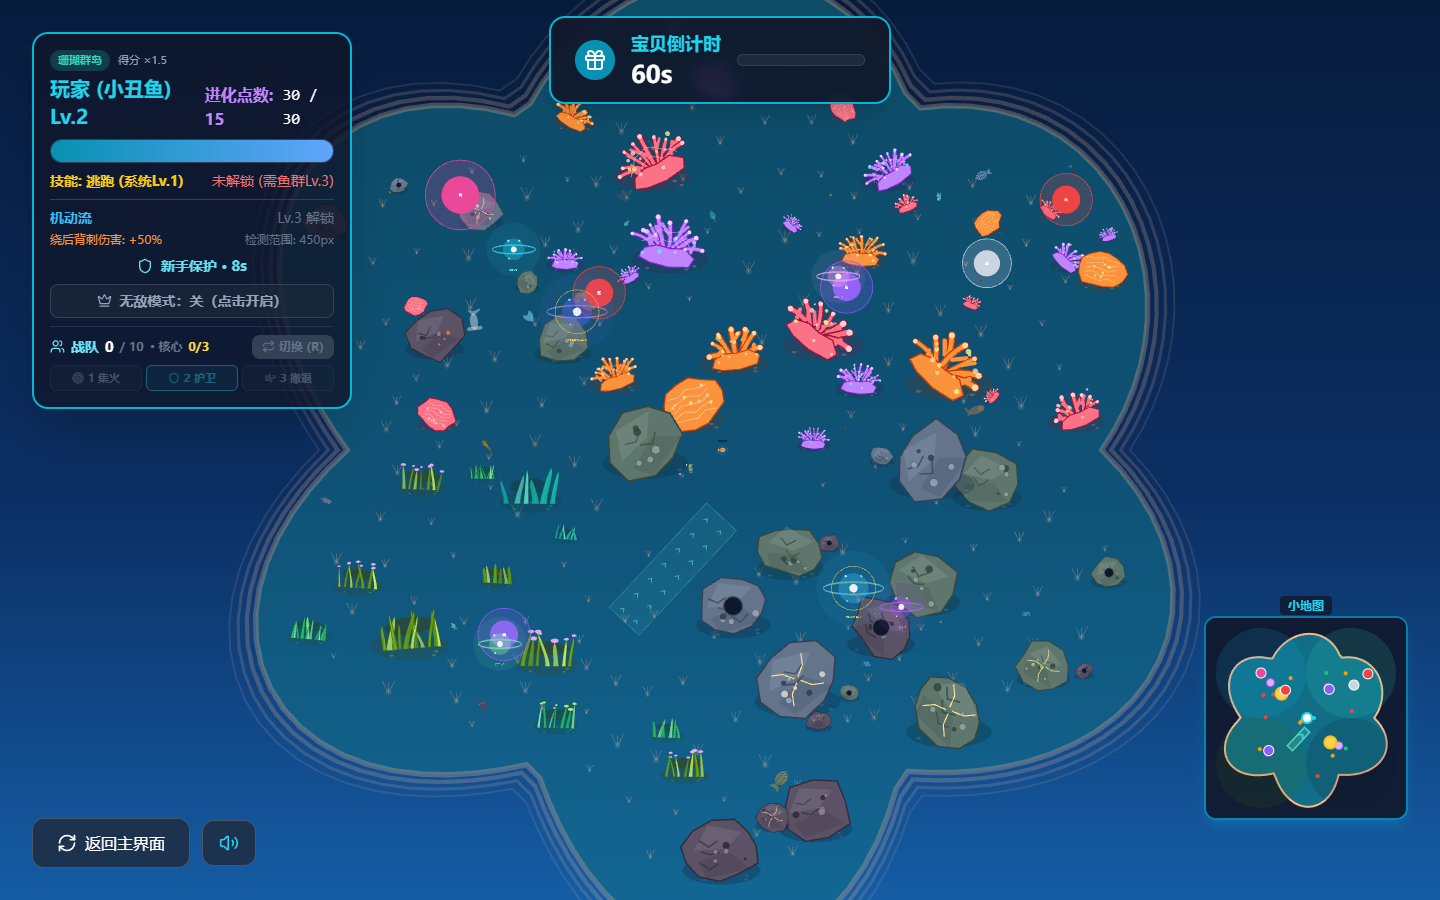 珊瑚群岛 得分 ×1.5
玩家 (小丑鱼) Lv.2
进化点数: 15
30 / 30
技能: 逃跑 (系统Lv.1) 未解锁 (需鱼群Lv.3)
机动流 Lv.3 解锁
绕后背刺伤害: +50% 检测范围: 450px
新手保护 • 8s
无敌模式：关（点击开启）
战队 0 / 10 • 核心 0/3 切换 (R)
1 集火 2 护卫 3 撤退
宝贝倒计时
60s
小地图
返回主界面